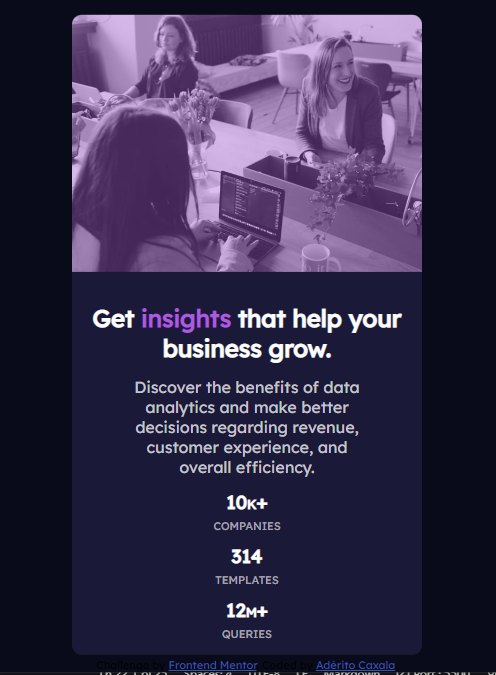 Get insights that help your
business grow.
Discover the benefits of data
analytics and make better
decisions regarding revenue,
customer experience, and
overall efficiency.
10K+
COMPANIES
314
TEMPLATES
12M+
QUERIES
Challenge by Frontend Mentor. Coded by Adérito Caxala